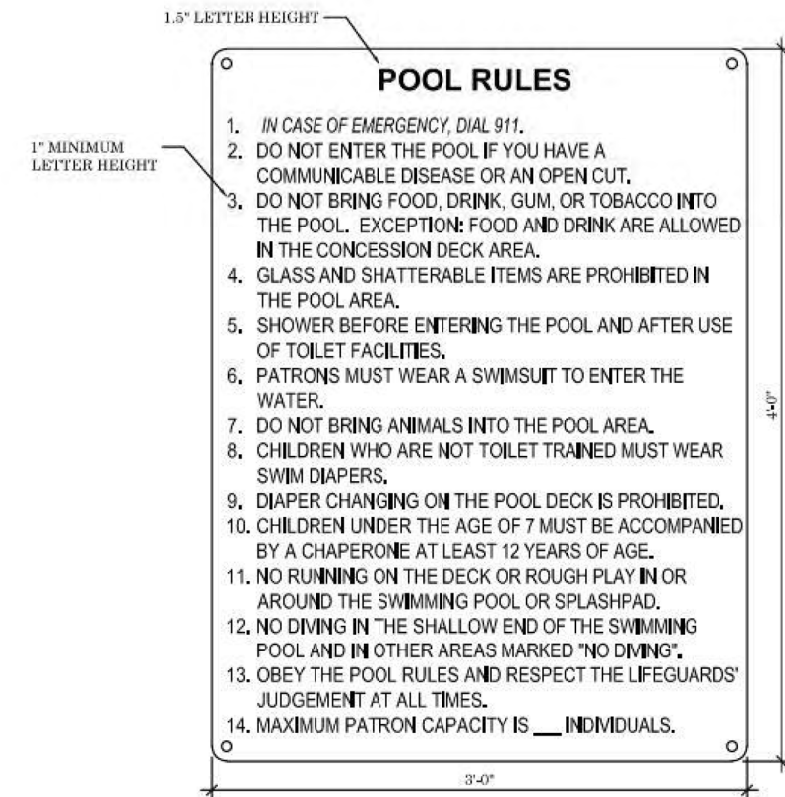 1.5" LETTER HEIGHT
POOL RULES
1. IN CASE OF EMERGENCY, DIAL 911.
1" MINIMUM
LETTER HEIGHT
2. DO NOT ENTER THE POOL IF YOU HAVE A
COMMUNICABLE DISEASE OR AN OPEN CUT.
3. DO NOT BRING FOOD, DRINK, GUM, OR TOBACCO INTO
THE POOL. EXCEPTION: FOOD AND DRINK ARE ALLOWED
IN THE CONCESSION DECK AREA.
4. GLASS AND SHATTERABLE ITEMS ARE PROHIBITED IN
THE POOL AREA.
5. SHOWER BEFORE ENTERING THE POOL AND AFTER USE
OF TOILET FACILITIES.
6. PATRONS MUST WEAR A SWIMSUIT TO ENTER THE
WATER.
7. DO NOT BRING ANIMALS INTO THE POOL AREA.
8. CHILDREN WHO ARE NOT TOILET TRAINED MUST WEAR
SWIM DIAPERS.
9. DIAPER CHANGING ON THE POOL DECK IS PROHIBITED.
10. CHILDREN UNDER THE AGE OF 7 MUST BE ACCOMPANIED
BY A CHAPERONE AT LEAST 12 YEARS OF AGE.
11. NO RUNNING ON THE DECK OR ROUGH PLAY IN OR
AROUND THE SWIMMING POOL OR SPLASHPAD.
12. NO DIVING IN THE SHALLOW END OF THE SWIMMING
POOL AND IN OTHER AREAS MARKED "NO DIVING".
13. OBEY THE POOL RULES AND RESPECT THE LIFEGUARDS'
JUDGEMENT AT ALL TIMES.
14. MAXIMUM PATRON CAPACITY IS ___ INDIVIDUALS.
4'-0"
3'-0"